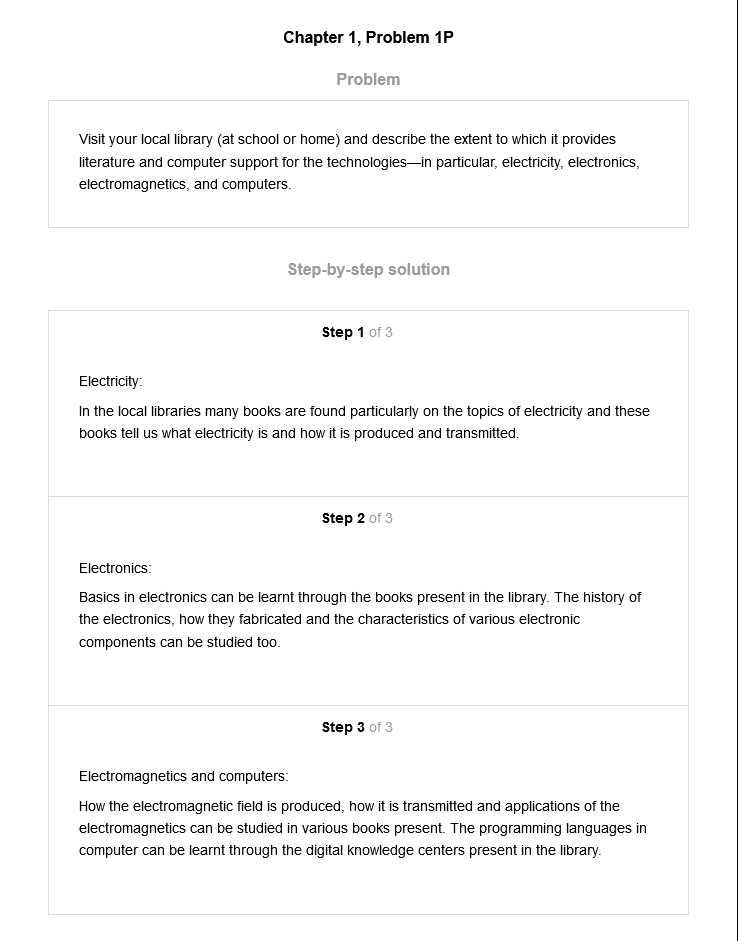 Chapter 1, Problem 1P
Problem
Visit your local library (at school or home) and describe the extent to which it provides
literature and computer support for the technologies—in particular, electricity, electronics,
electromagnetics, and computers.
Step-by-step solution
Step 1 of 3
Electricity:
In the local libraries many books are found particularly on the topics of electricity and these
books tell us what electricity is and how it is produced and transmitted.
Step 2 of 3
Electronics:
Basics in electronics can be learnt through the books present in the library. The history of
the electronics, how they fabricated and the characteristics of various electronic
components can be studied too.
Step 3 of 3
Electromagnetics and computers:
How the electromagnetic field is produced, how it is transmitted and applications of the
electromagnetics can be studied in various books present. The programming languages in
computer can be learnt through the digital knowledge centers present in the library.